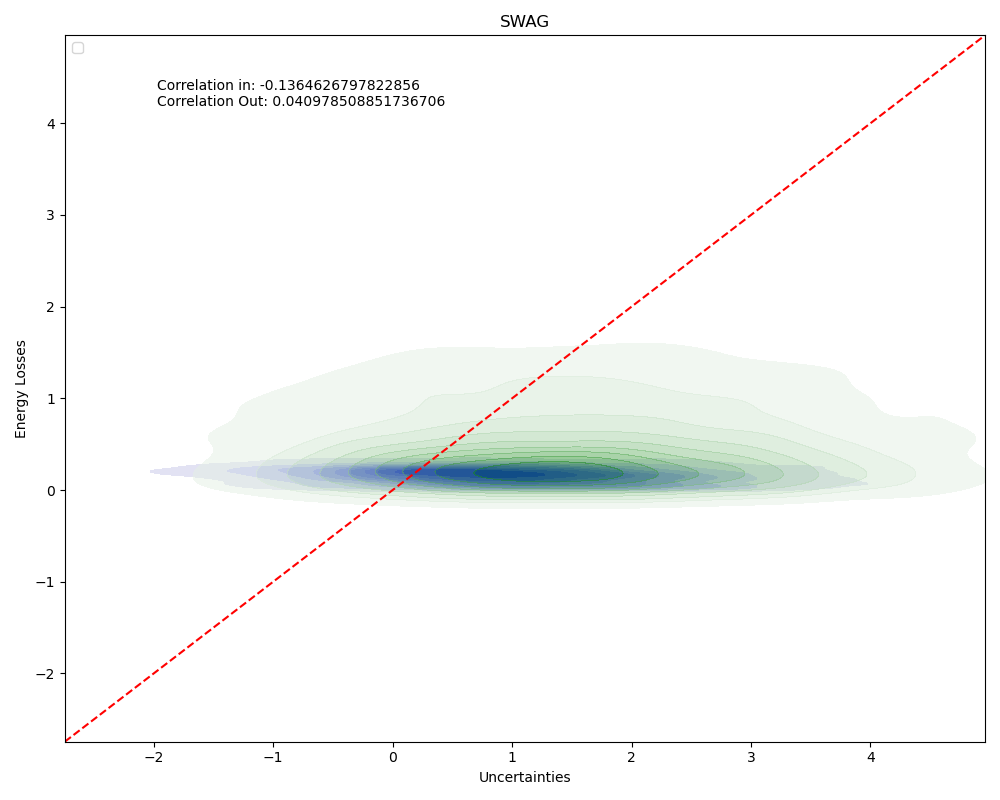 SWAG
Correlation in: -0.1364626797822856
Correlation Out: 0.040978508851736706
4
3
2
1
0
−1
−2
Energy Losses
−2
−1
0
1
2
3
4
Uncertainties